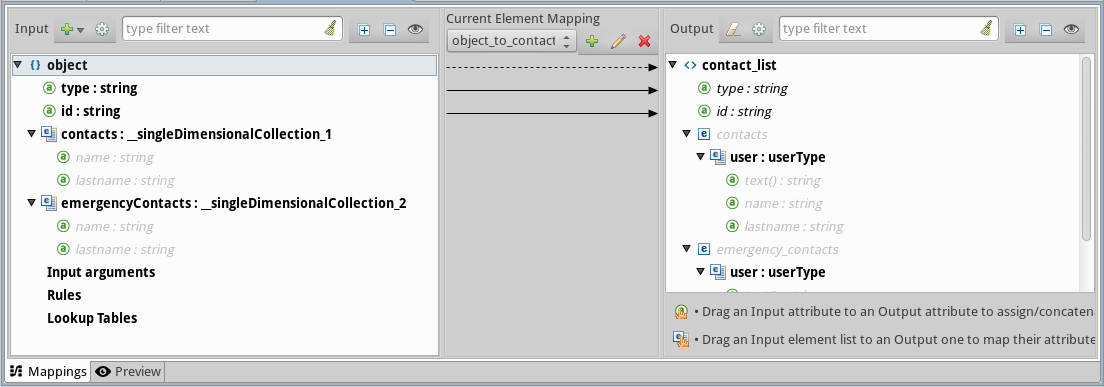 Input
type filter text
Current Element Mapping
object_to_contact
Output
type filter text
object
type : string
id : string
contacts : __singleDimensionalCollection_1
name : string
lastname : string
emergencyContacts : __singleDimensionalCollection_2
name : string
lastname : string
Input arguments
Rules
Lookup Tables
contact_list
type : string
id : string
contacts
user : userType
text() : string
name : string
lastname : string
emergency_contacts
user : userType
• Drag an Input attribute to an Output attribute to assign/concaten
• Drag an Input element list to an Output one to map their attribute
Mappings
Preview